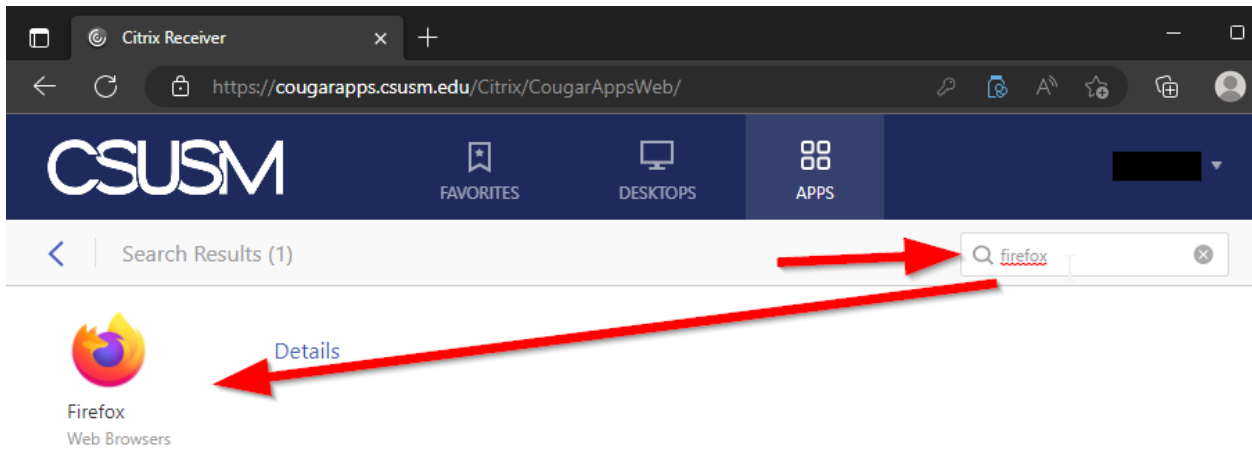 Citrix Receiver
https://cougarapps.csusm.edu/Citrix/CougarAppsWeb/
CSUSM
FAVORITES
DESKTOPS
APPS
Search Results (1)
firefox
Details
Firefox
Web Browsers